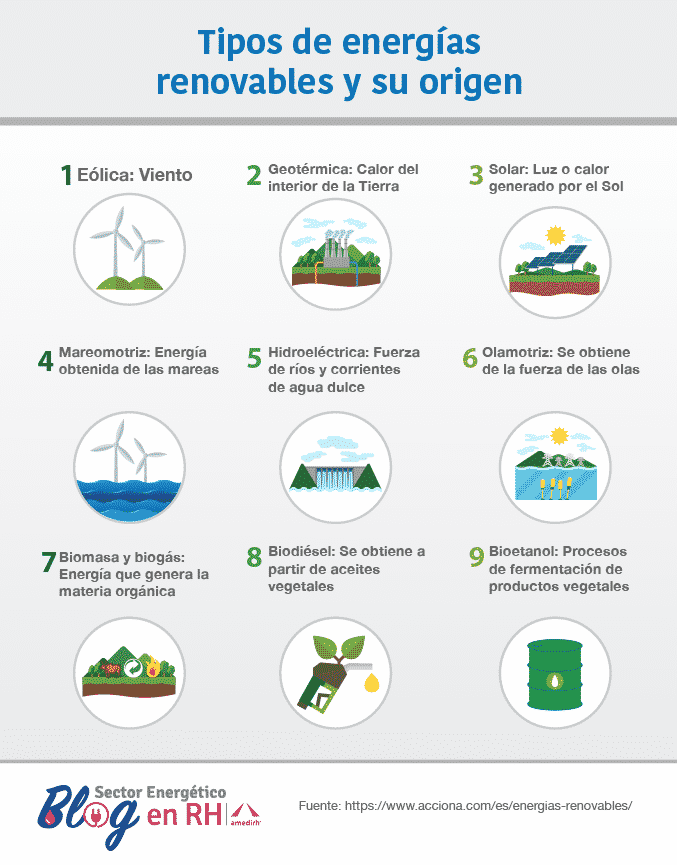 Tipos de energías
renovables y su origen
1 Eólica: Viento
2 Geotérmica: Calor del
interior de la Tierra
3 Solar: Luz o calor
generado por el Sol
4 Mareomotriz: Energía
obtenida de las mareas
5 Hidroeléctrica: Fuerza
de ríos y corrientes
de agua dulce
6 Olamotriz: Se obtiene
de la fuerza de las olas
7 Biomasa y biogás:
Energía que genera la
materia orgánica
8 Biodiésel: Se obtiene a
partir de aceites
vegetales
9 Bioetanol: Procesos
de fermentación de
productos vegetales
Sector Energético
Blog en RH
amedirh
Fuente: https://www.acciona.com/es/energias-renovables/